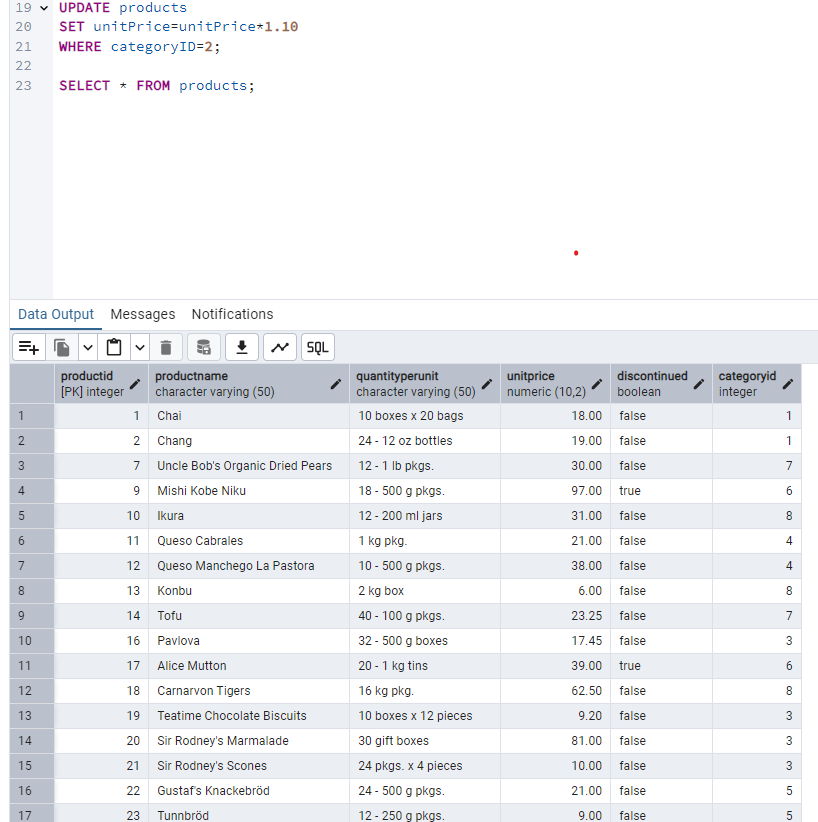 19 UPDATE products
20 SET unitPrice=unitPrice*1.10
21 WHERE categoryID=2;
22
23 SELECT * FROM products;
Data Output Messages Notifications
SQL
productid productname quantityperunit unitprice discontinued categoryid
[PK] integer character varying (50) character varying (50) numeric (10,2) boolean integer
1 1 Chai 10 boxes x 20 bags 18.00 false 1
2 2 Chang 24 - 12 oz bottles 19.00 false 1
3 7 Uncle Bob's Organic Dried Pears 12 - 1 lb pkgs. 30.00 false 7
4 9 Mishi Kobe Niku 18 - 500 g pkgs. 97.00 true 6
5 10 Ikura 12 - 200 ml jars 31.00 false 8
6 11 Queso Cabrales 1 kg pkg. 21.00 false 4
7 12 Queso Manchego La Pastora 10 - 500 g pkgs. 38.00 false 4
8 13 Konbu 2 kg box 6.00 false 8
9 14 Tofu 40 - 100 g pkgs. 23.25 false 7
10 16 Pavlova 32 - 500 g boxes 17.45 false 3
11 17 Alice Mutton 20 - 1 kg tins 39.00 true 6
12 18 Carnarvon Tigers 16 kg pkg. 62.50 false 8
13 19 Teatime Chocolate Biscuits 10 boxes x 12 pieces 9.20 false 3
14 20 Sir Rodney's Marmalade 30 gift boxes 81.00 false 3
15 21 Sir Rodney's Scones 24 pkgs. x 4 pieces 10.00 false 3
16 22 Gustaf's Knackebröd 24 - 500 g pkgs. 21.00 false 5
17 23 Tunnbröd 12 - 250 g pkgs. 9.00 false 5